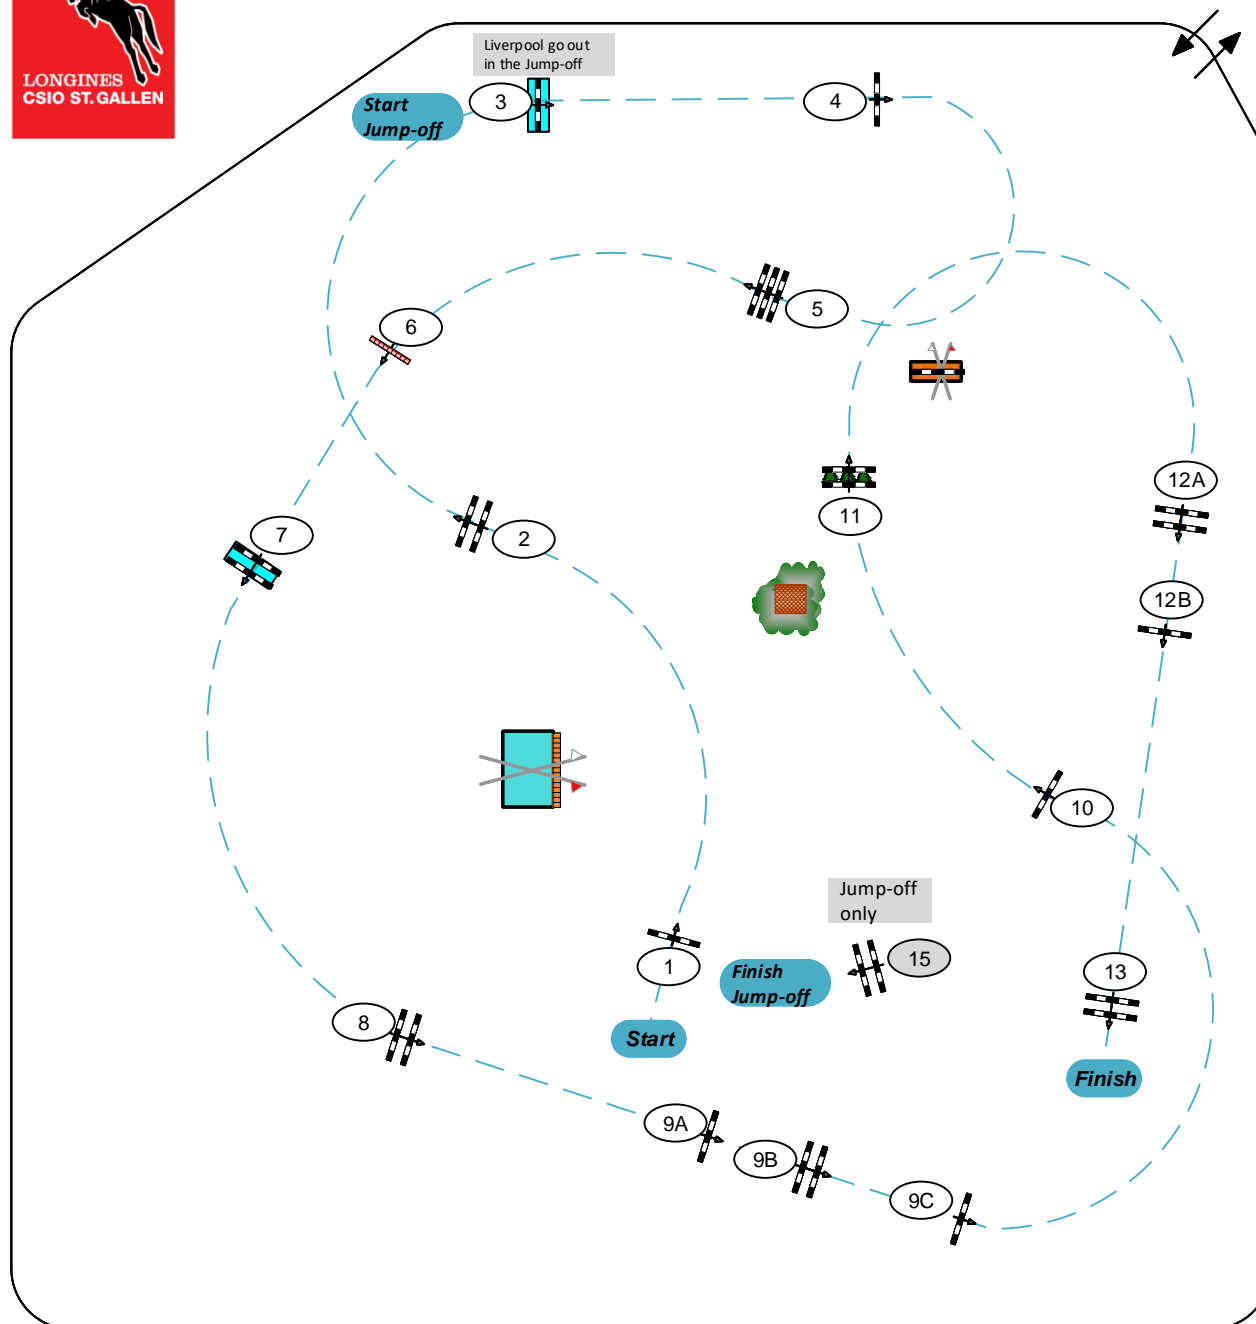 LONGINES
CSIO ST.GALLEN
Liverpool go out
in the Jump-off
Start
Jump-off
3
4
5
6
7
2
11
12A
12B
10
Jump-off
only
15
1
Finish
Jump-off
13
8
Start
Finish
9A
9B
9C